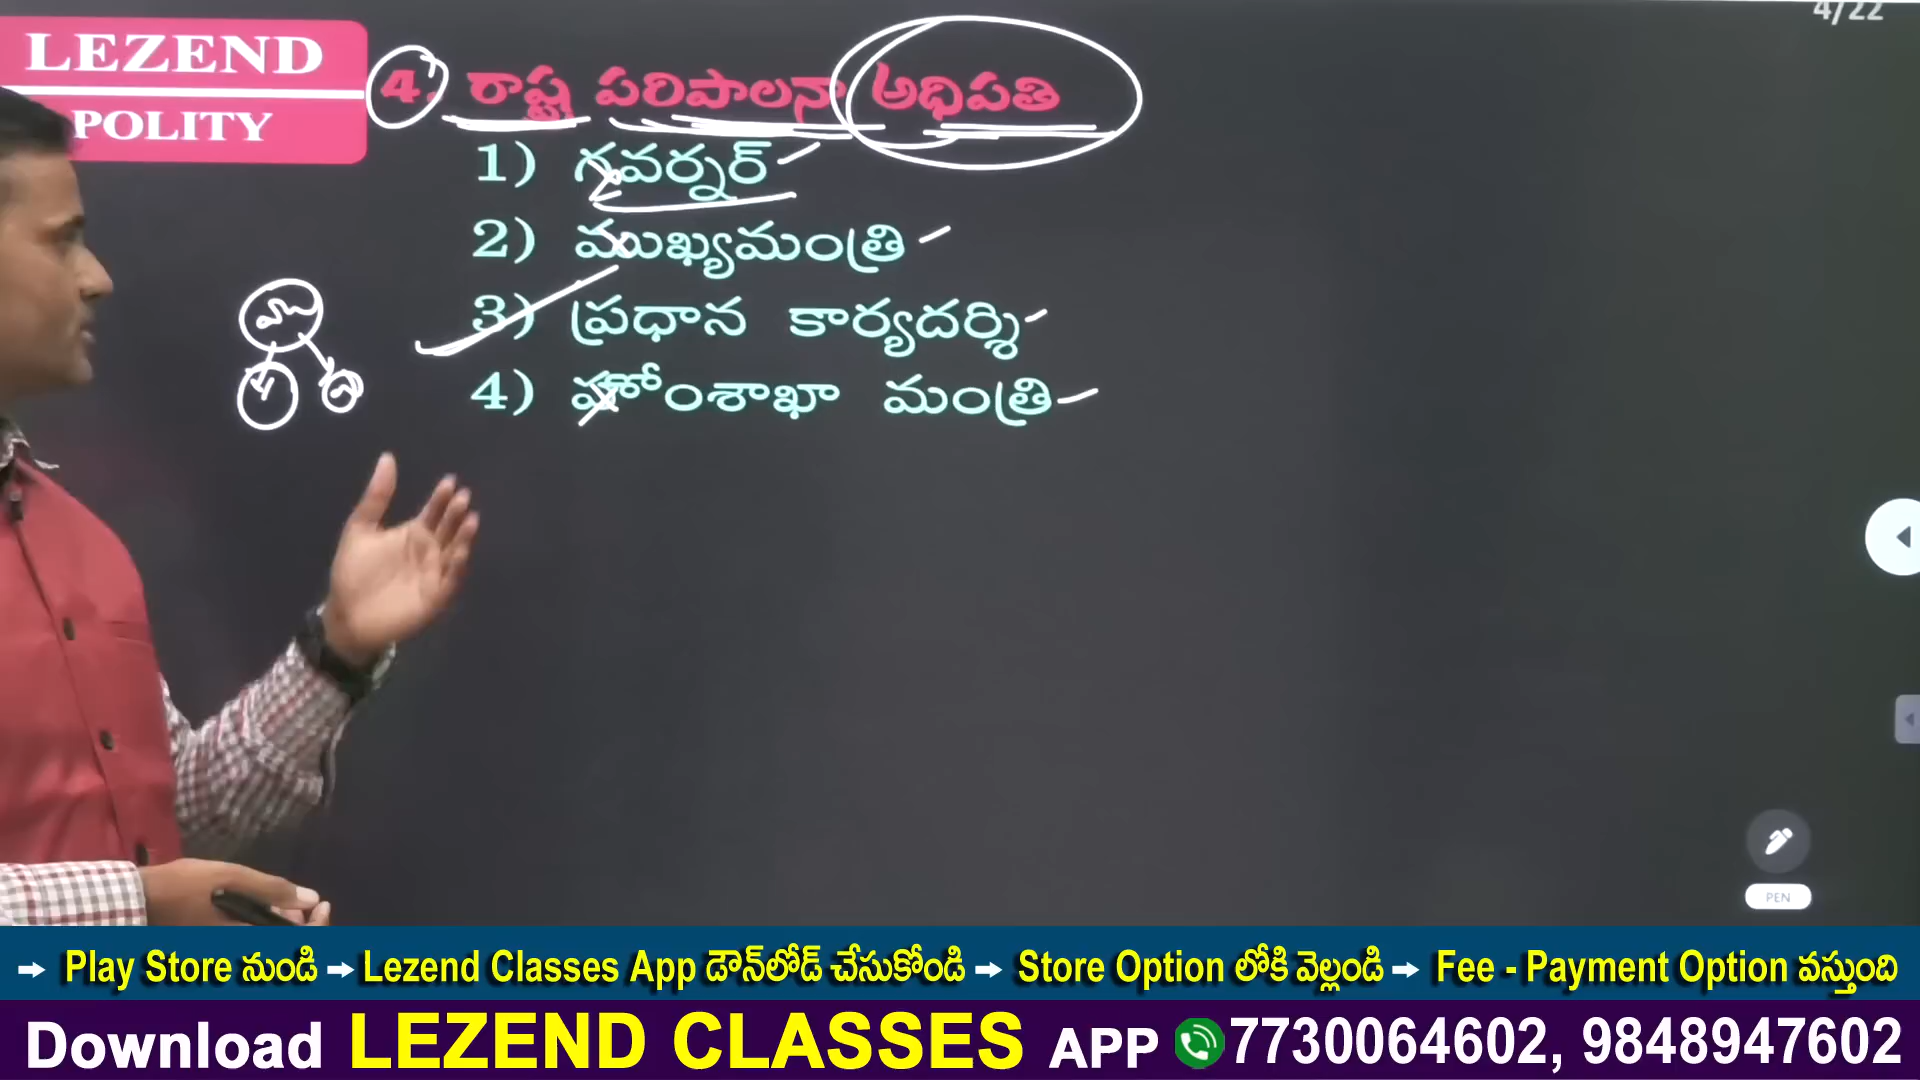 4/22
LEZEND
POLITY
4. రాష్ట్ర పరిపాలనా అధిపతి
1) గవర్నర్
2) ముఖ్యమంత్రి
3) ప్రధాన కార్యదర్శి
4) హోంశాఖా మంత్రి
PEN
→ Play Store నుండి → Lezend Classes App డౌన్‌లోడ్ చేసుకోండి → Store Option లోకి వెల్లండి → Fee - Payment Option వస్తుంది
Download LEZEND CLASSES APP 7730064602, 9848947602